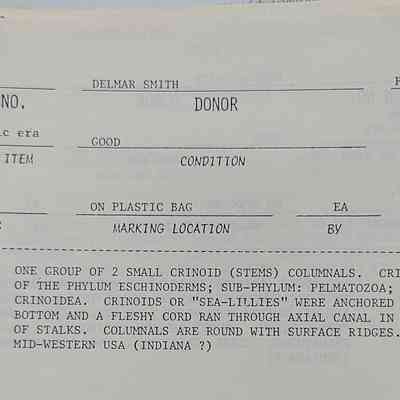 DELMAR SMITH
NO. DONOR
ic era GOOD
ITEM CONDITION
ON PLASTIC BAG EA
MARKING LOCATION BY
ONE GROUP OF 2 SMALL CRINOID (STEMS) COLUMNALS. CRI
OF THE PHYLUM ESCHINODERMS; SUB-PHYLUM: PELMATOZOA;
CRINOIDEA. CRINOIDS OR "SEA-LILLIES" WERE ANCHORED
BOTTOM AND A FLESHY CORD RAN THROUGH AXIAL CANAL IN
OF STALKS. COLUMNALS ARE ROUND WITH SURFACE RIDGES.
MID-WESTERN USA (INDIANA ?)